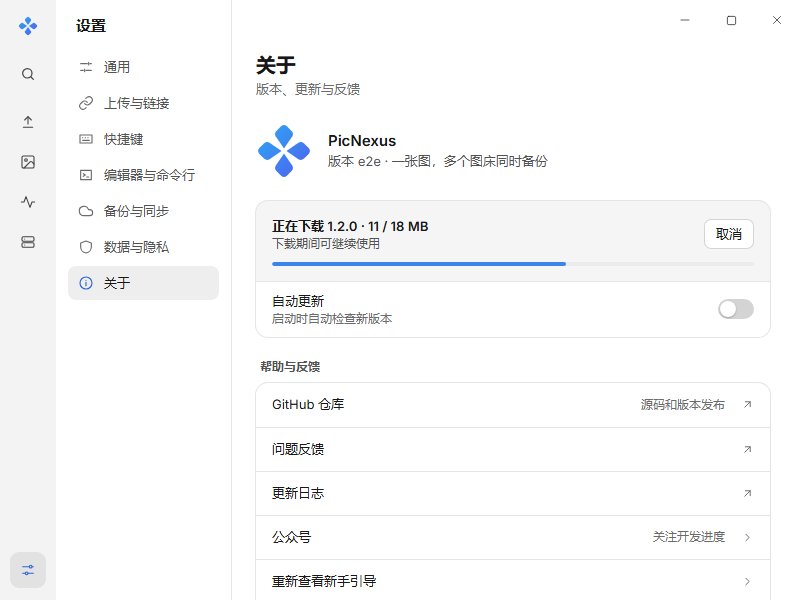 设置
通用
上传与链接
快捷键
编辑器与命令行
备份与同步
数据与隐私
关于
关于
版本、更新与反馈
PicNexus
版本 e2e · 一张图，多个图床同时备份
正在下载 1.2.0 · 11 / 18 MB
下载期间可继续使用
取消
自动更新
启动时自动检查新版本
帮助与反馈
GitHub 仓库
源码和版本发布
问题反馈
更新日志
公众号
关注开发进度
重新查看新手引导